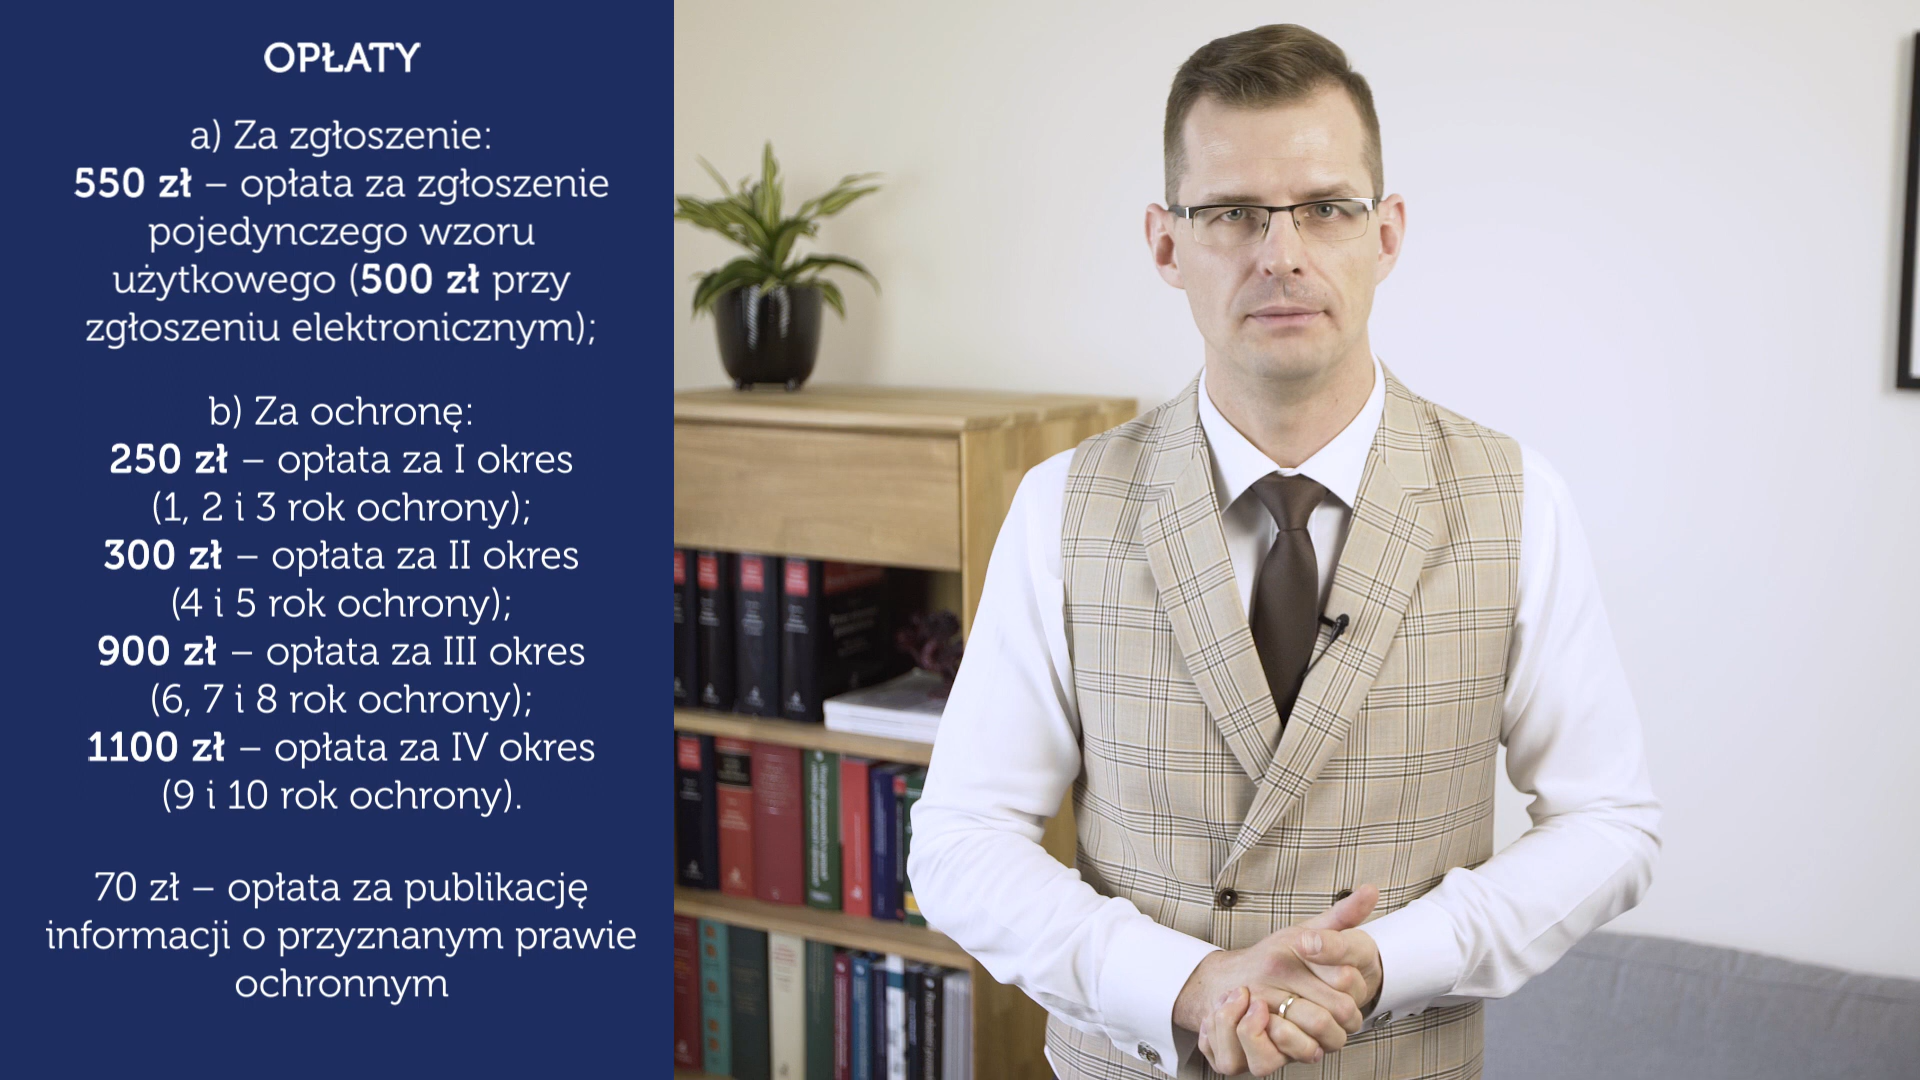 OPŁATY
a) Za zgłoszenie:
550 zł – opłata za zgłoszenie
pojedynczego wzoru
użytkowego (500 zł przy
zgłoszeniu elektronicznym);
b) Za ochronę:
250 zł – opłata za I okres
(1, 2 i 3 rok ochrony);
300 zł – opłata za II okres
(4 i 5 rok ochrony);
900 zł – opłata za III okres
(6, 7 i 8 rok ochrony);
1100 zł – opłata za IV okres
(9 i 10 rok ochrony).
70 zł – opłata za publikację
informacji o przyznanym prawie
ochronnym